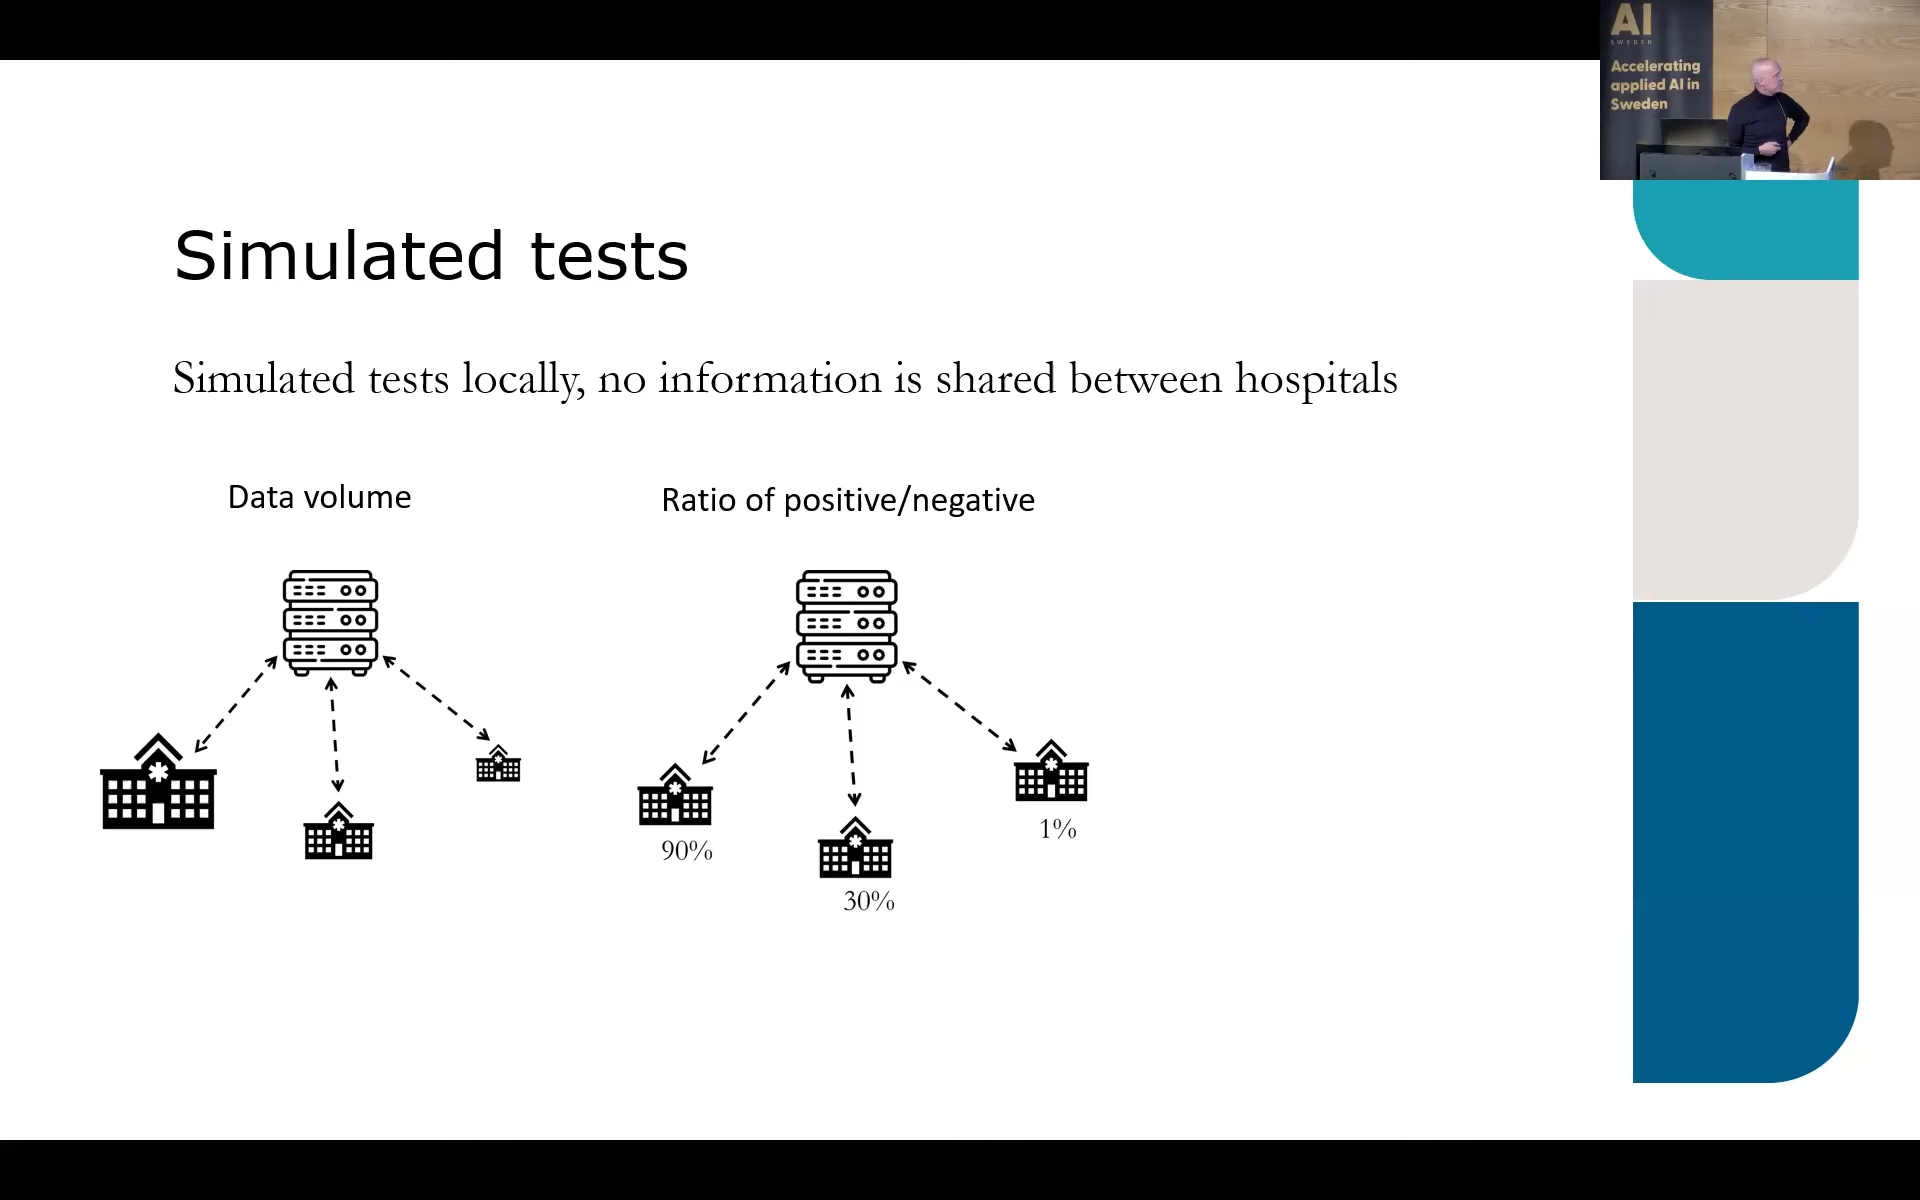 AI
SWEDEN
Accelerating
applied AI in
Sweden
Simulated tests
Simulated tests locally, no information is shared between hospitals
Data volume
Ratio of positive/negative
90%
30%
1%